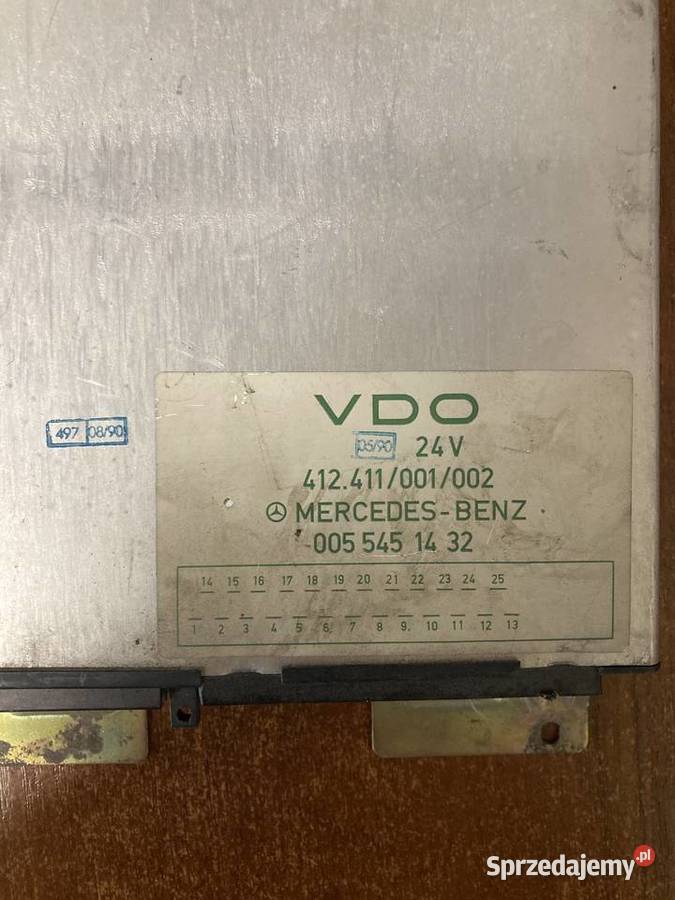 VDO
05/90 24V
497 08/90
412.411/001/002
MERCEDES-BENZ
005 545 14 32
14 15 16 17 18 19 20 21 22 23 24 25
1 2 3 4 5 6 7 8 9 10 11 12 13
Sprzedajemy.pl